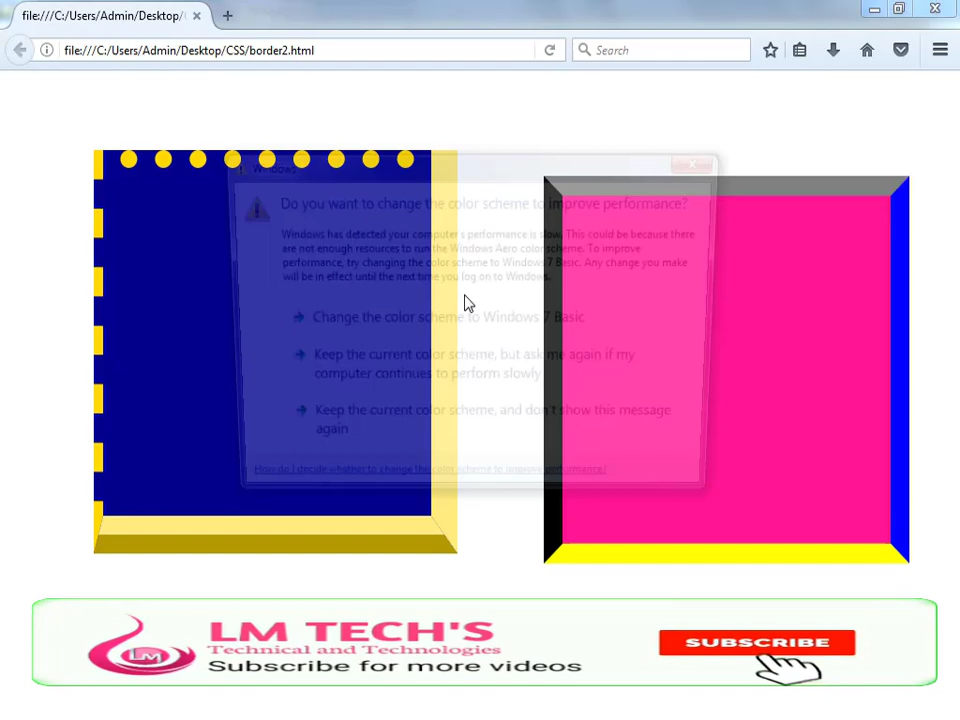 file:///C:/Users/Admin/Desktop/
file:///C:/Users/Admin/Desktop/CSS/border2.html
Search
Windows
Do you want to change the color scheme to improve performance?
Windows has detected your computer's performance is slow. This could be because there
are not enough resources to run the Windows Aero color scheme. To improve
performance, try changing the color scheme to Windows 7 Basic. Any change you make
will be in effect until the next time you log on to Windows.
Change the color scheme to Windows 7 Basic
Keep the current color scheme, but ask me again if my
computer continues to perform slowly
Keep the current color scheme, and don't show this message
again
How do I decide whether to change the color scheme to improve performance?
LM
LM TECH'S
Technical and Technologies
Subscribe for more videos
SUBSCRIBE